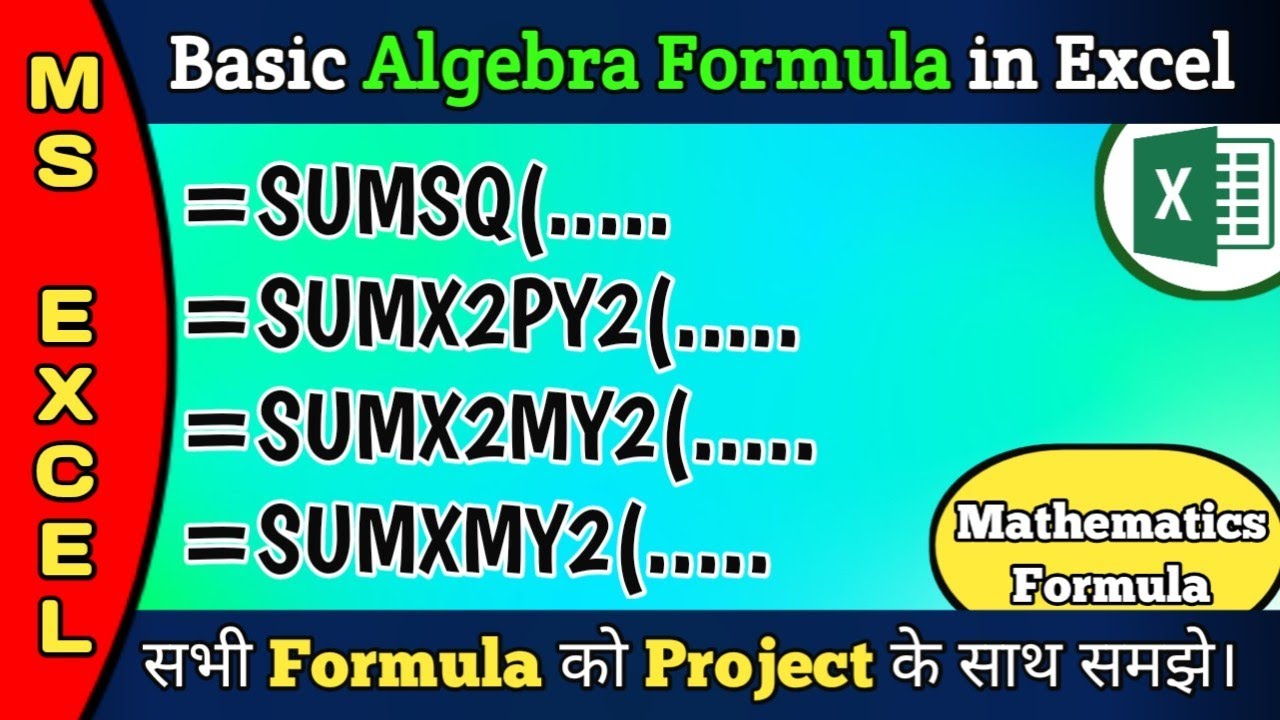 MS EXCEL
Basic Algebra Formula in Excel
X
=SUMSQ(.....
=SUMX2PY2(.....
=SUMX2MY2(.....
=SUMXMY2(.....
Mathematics
Formula
सभी Formula को Project के साथ समझे।